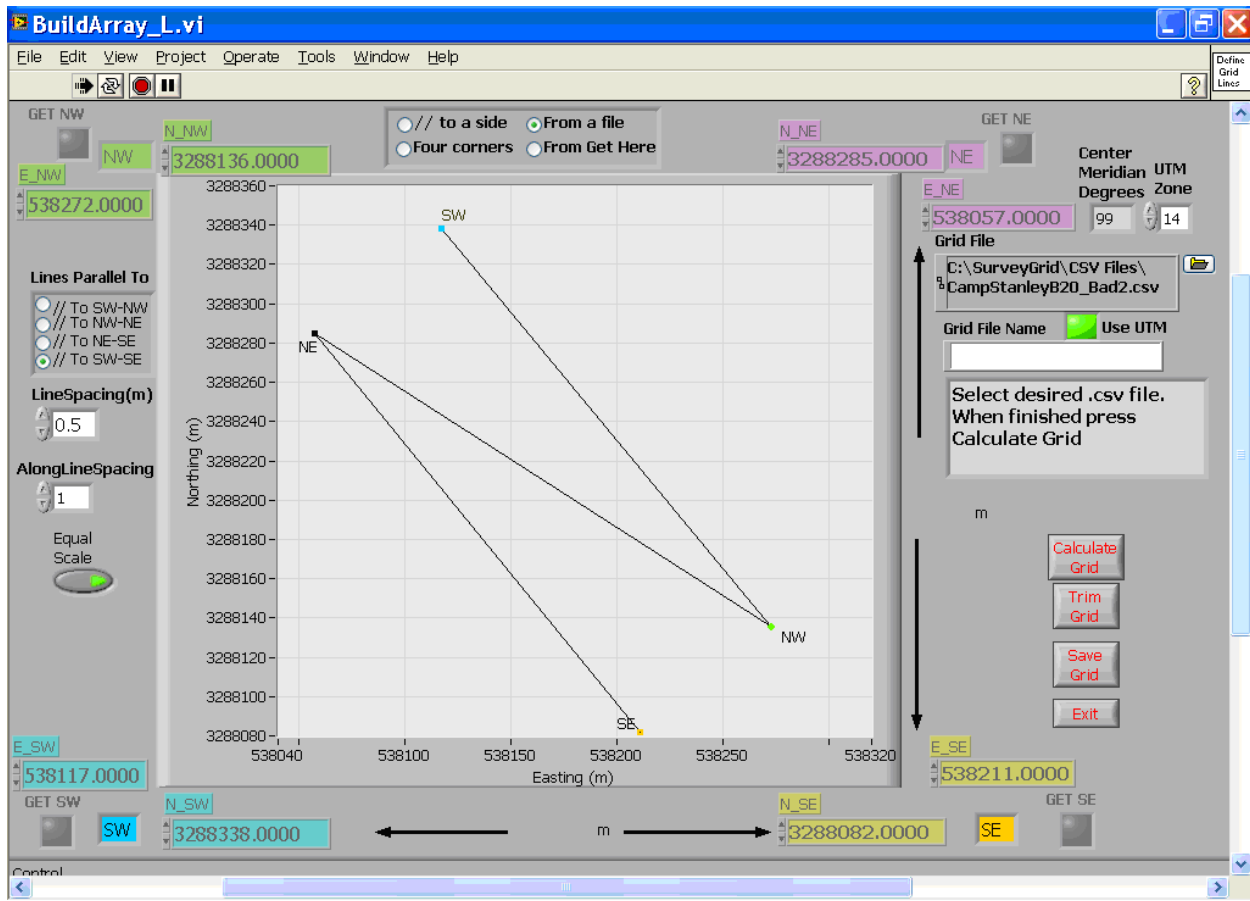 BuildArray_L.vi
File Edit View Project Operate Tools Window Help
Define
Grid
Lines
GET NW
NW
N_NW
3288136.0000
E_NW
538272.0000
// to a side From a file
Four corners From Get Here
N_NE
3288285.0000
NE
GET NE
E_NE
538057.0000
Center
Meridian
Degrees
99
UTM
Zone
14
Grid File
C:\SurveyGrid\CSV Files\
CampStanleyB20_Bad2.csv
Grid File Name
Use UTM
Select desired .csv file.
When finished press
Calculate Grid
m
Calculate
Grid
Trim
Grid
Save
Grid
Exit
Lines Parallel To
// To SW-NW
// To NW-NE
// To NE-SE
// To SW-SE
LineSpacing(m)
0.5
AlongLineSpacing
1
Equal
Scale
Northing (m)
3288360
3288340
3288320
3288300
3288280
3288260
3288240
3288220
3288200
3288180
3288160
3288140
3288120
3288100
3288080
SW
NE
NW
SE
538040 538100 538150 538200 538250 538320
Easting (m)
E_SW
538117.0000
GET SW
SW
N_SW
3288338.0000
m
N_SE
3288082.0000
SE
E_SE
538211.0000
GET SE
Control